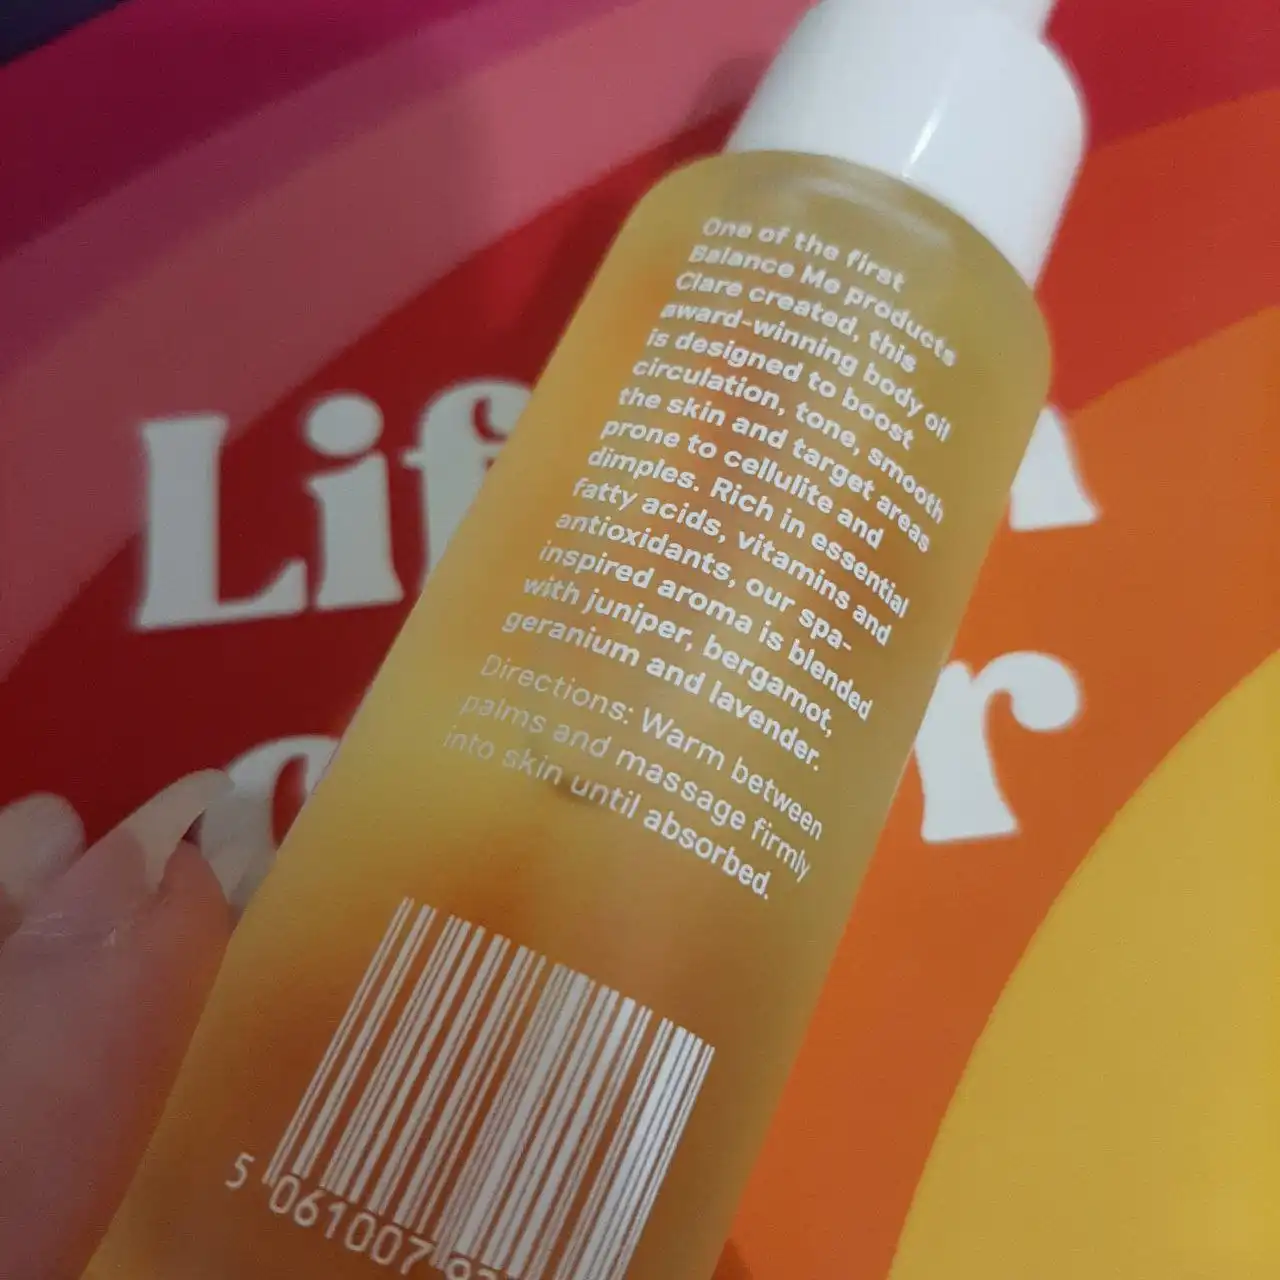 One of the first
Balance Me products
Clare created, this
award-winning body oil
is designed to boost
circulation, tone, smooth
the skin and target areas
prone to cellulite and
dimples. Rich in essential
fatty acids, vitamins and
antioxidants, our spa-
inspired aroma is blended
with juniper, bergamot,
geranium and lavender.
Directions: Warm between
palms and massage firmly
into skin until absorbed.
5 061007